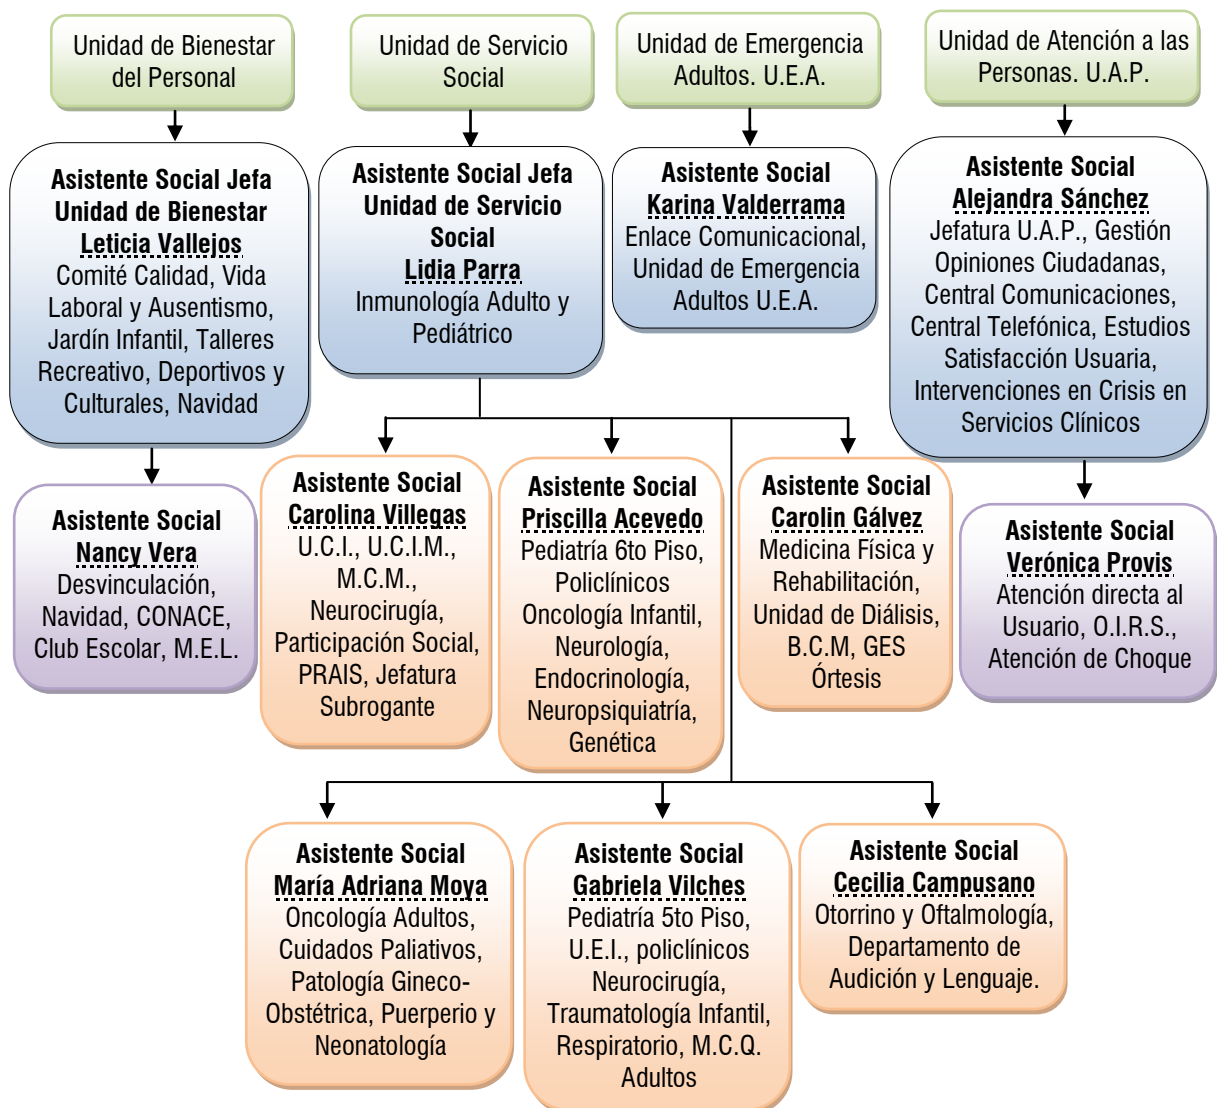 Unidad de Bienestar
del Personal
Unidad de Servicio
Social
Unidad de Emergencia
Adultos. U.E.A.
Unidad de Atención a las
Personas. U.A.P.
Asistente Social Jefa
Unidad de Bienestar
Leticia Vallejos
Comité Calidad, Vida
Laboral y Ausentismo,
Jardín Infantil, Talleres
Recreativo, Deportivos y
Culturales, Navidad
Asistente Social Jefa
Unidad de Servicio
Social
Lidia Parra
Inmunología Adulto y
Pediátrico
Asistente Social
Karina Valderrama
Enlace Comunicacional,
Unidad de Emergencia
Adultos U.E.A.
Asistente Social
Alejandra Sánchez
Jefatura U.A.P., Gestión
Opiniones Ciudadanas,
Central Comunicaciones,
Central Telefónica, Estudios
Satisfacción Usuaria,
Intervenciones en Crisis en
Servicios Clínicos
Asistente Social
Nancy Vera
Desvinculación,
Navidad, CONACE,
Club Escolar, M.E.L.
Asistente Social
Carolina Villegas
U.C.I., U.C.I.M.,
M.C.M.,
Neurocirugía,
Participación Social,
PRAIS, Jefatura
Subrogante
Asistente Social
Priscilla Acevedo
Pediatría 6to Piso,
Policlínicos
Oncología Infantil,
Neurología,
Endocrinología,
Neuropsiquiatría,
Genética
Asistente Social
Carolin Gálvez
Medicina Física y
Rehabilitación,
Unidad de Diálisis,
B.C.M, GES
Órtesis
Asistente Social
Verónica Provis
Atención directa al
Usuario, O.I.R.S.,
Atención de Choque
Asistente Social
María Adriana Moya
Oncología Adultos,
Cuidados Paliativos,
Patología Gineco-
Obstétrica, Puerperio y
Neonatología
Asistente Social
Gabriela Vilches
Pediatría 5to Piso,
U.E.I., policlínicos
Neurocirugía,
Traumatología Infantil,
Respiratorio, M.C.Q.
Adultos
Asistente Social
Cecilia Campusano
Otorrino y Oftalmología,
Departamento de
Audición y Lenguaje.